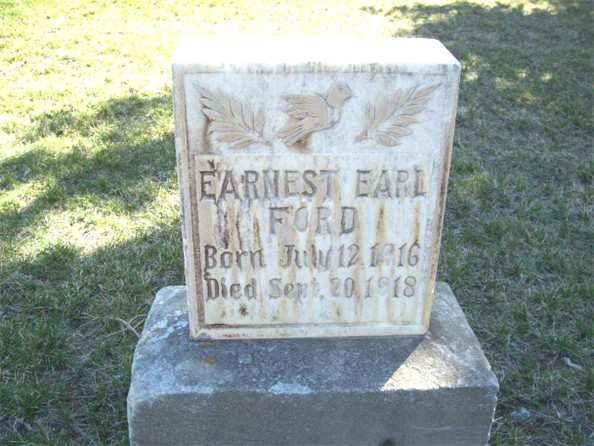 EARNEST EARL
FORD
Born July 12, 1916
Died Sept. 20, 1918